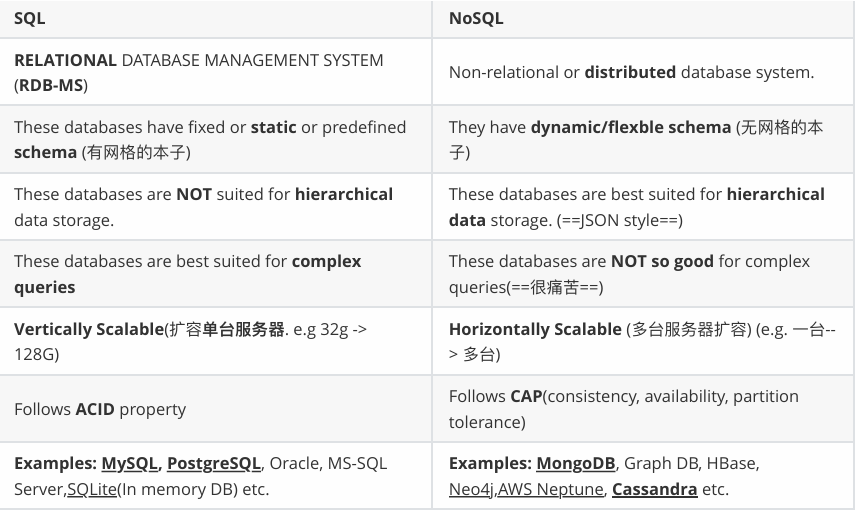 SQL
NoSQL
RELATIONAL DATABASE MANAGEMENT SYSTEM
(RDB-MS)
Non-relational or distributed database system.
These databases have fixed or static or predefined
schema (有网格的本子)
They have dynamic/flexble schema (无网格的本
子)
These databases are NOT suited for hierarchical
data storage.
These databases are best suited for hierarchical
data storage. (==JSON style==)
These databases are best suited for complex
queries
These databases are NOT so good for complex
queries(==很痛苦==)
Vertically Scalable(扩容单台服务器. e.g 32g ->
128G)
Horizontally Scalable (多台服务器扩容) (e.g. 一台--
> 多台)
Follows ACID property
Follows CAP(consistency, availability, partition
tolerance)
Examples: MySQL, PostgreSQL, Oracle, MS-SQL
Server,SQLite(In memory DB) etc.
Examples: MongoDB, Graph DB, HBase,
Neo4j,AWS Neptune, Cassandra etc.